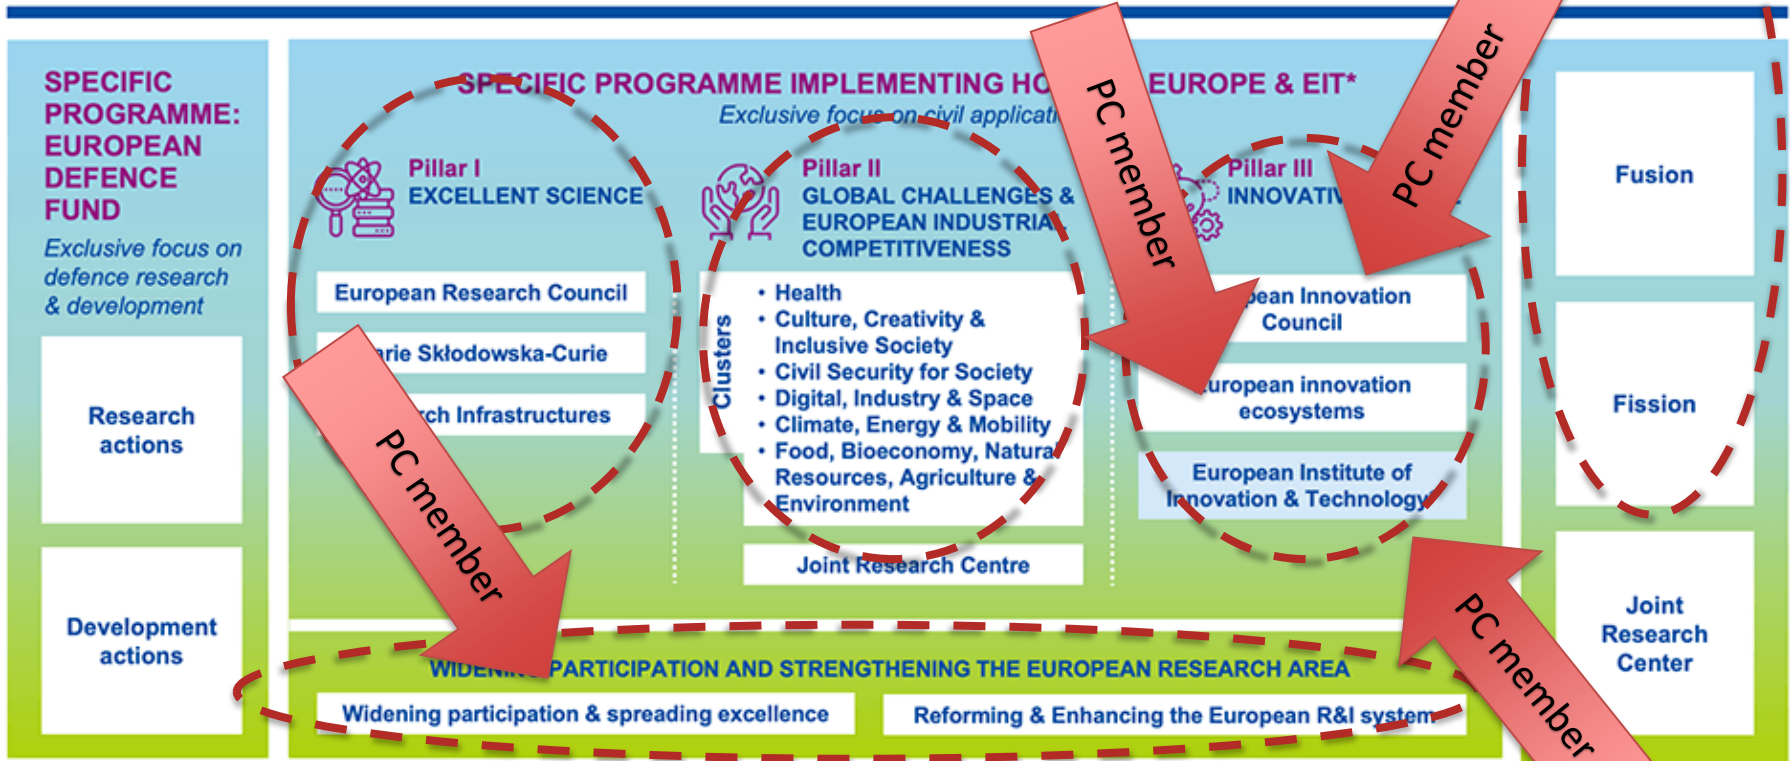 SPECIFIC
PROGRAMME:
EUROPEAN
DEFENCE
FUND
Exclusive focus on
defence research
& development
Research
actions
Development
actions
SPECIFIC PROGRAMME IMPLEMENTING HO EUROPE & EIT*
Exclusive focus on civil applicati
Pillar I
EXCELLENT SCIENCE
European Research Council
arie Skłodowska-Curie
rch Infrastructures
Pillar II
GLOBAL CHALLENGES &
EUROPEAN INDUSTRIAL
COMPETITIVENESS
Clusters
• Health
• Culture, Creativity &
Inclusive Society
• Civil Security for Society
• Digital, Industry & Space
• Climate, Energy & Mobility
• Food, Bioeconomy, Natural
Resources, Agriculture &
Environment
Joint Research Centre
Pillar III
INNOVATIV
pean Innovation
Council
uropean innovation
ecosystems
European Institute of
Innovation & Technology*
WIDENING PARTICIPATION AND STRENGTHENING THE EUROPEAN RESEARCH AREA
Widening participation & spreading excellence
Reforming & Enhancing the European R&I system
Fusion
Fission
Joint
Research
Center
PC member
PC member
PC member
PC member